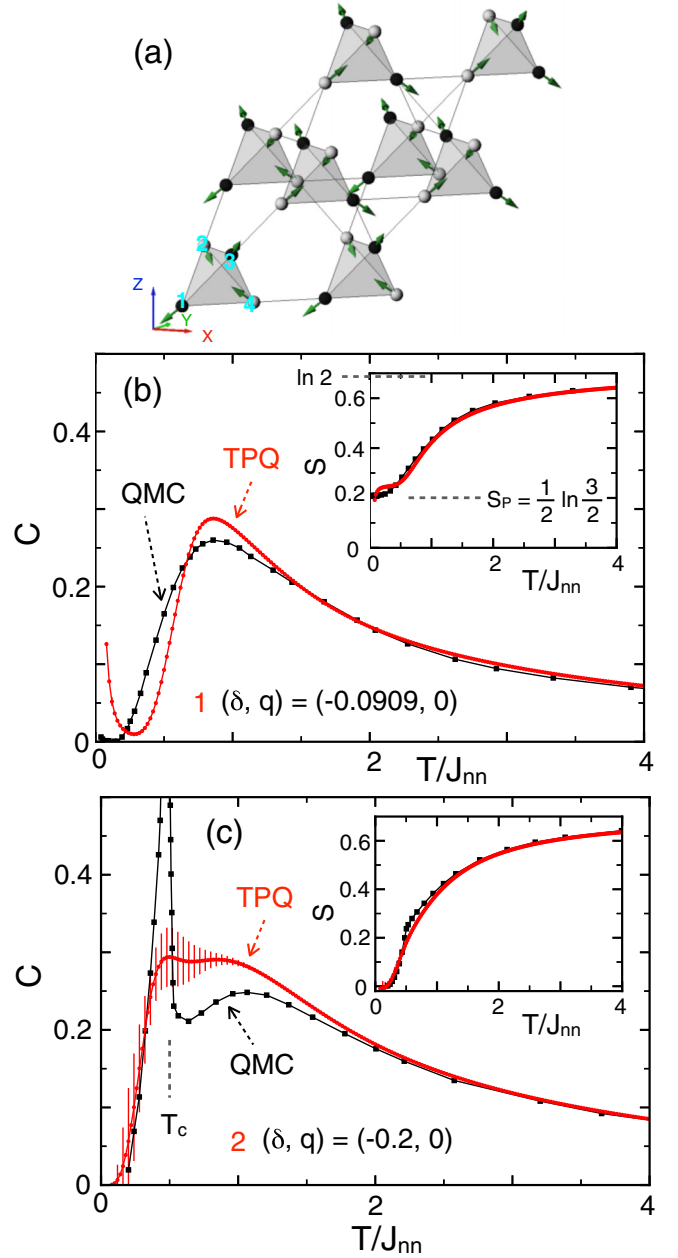 (a)
2
3
1
4
Z
Y
X
(b)
0.4
0.2
0
C
QMC
TPQ
ln 2
0.6
0.4
0.2
0
S
S_P = 1/2 ln 3/2
0 2 4
T/J_nn
1 (δ, q) = (-0.0909, 0)
0 2 4
T/J_nn
(c)
0.4
0.2
0
C
TPQ
QMC
T_c
0.6
0.4
0.2
0
S
0 2 4
T/J_nn
2 (δ, q) = (-0.2, 0)
0 2 4
T/J_nn